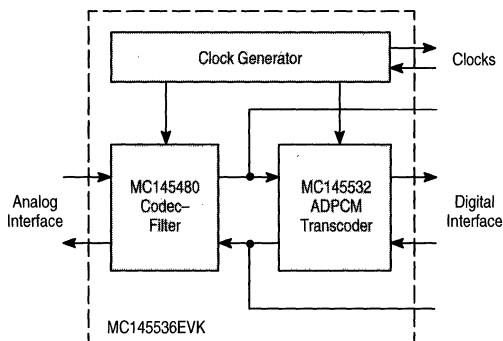 Clock Generator
Clocks
MC145480
Codec–
Filter
MC145532
ADPCM
Transcoder
Analog
Interface
Digital
Interface
MC145536EVK